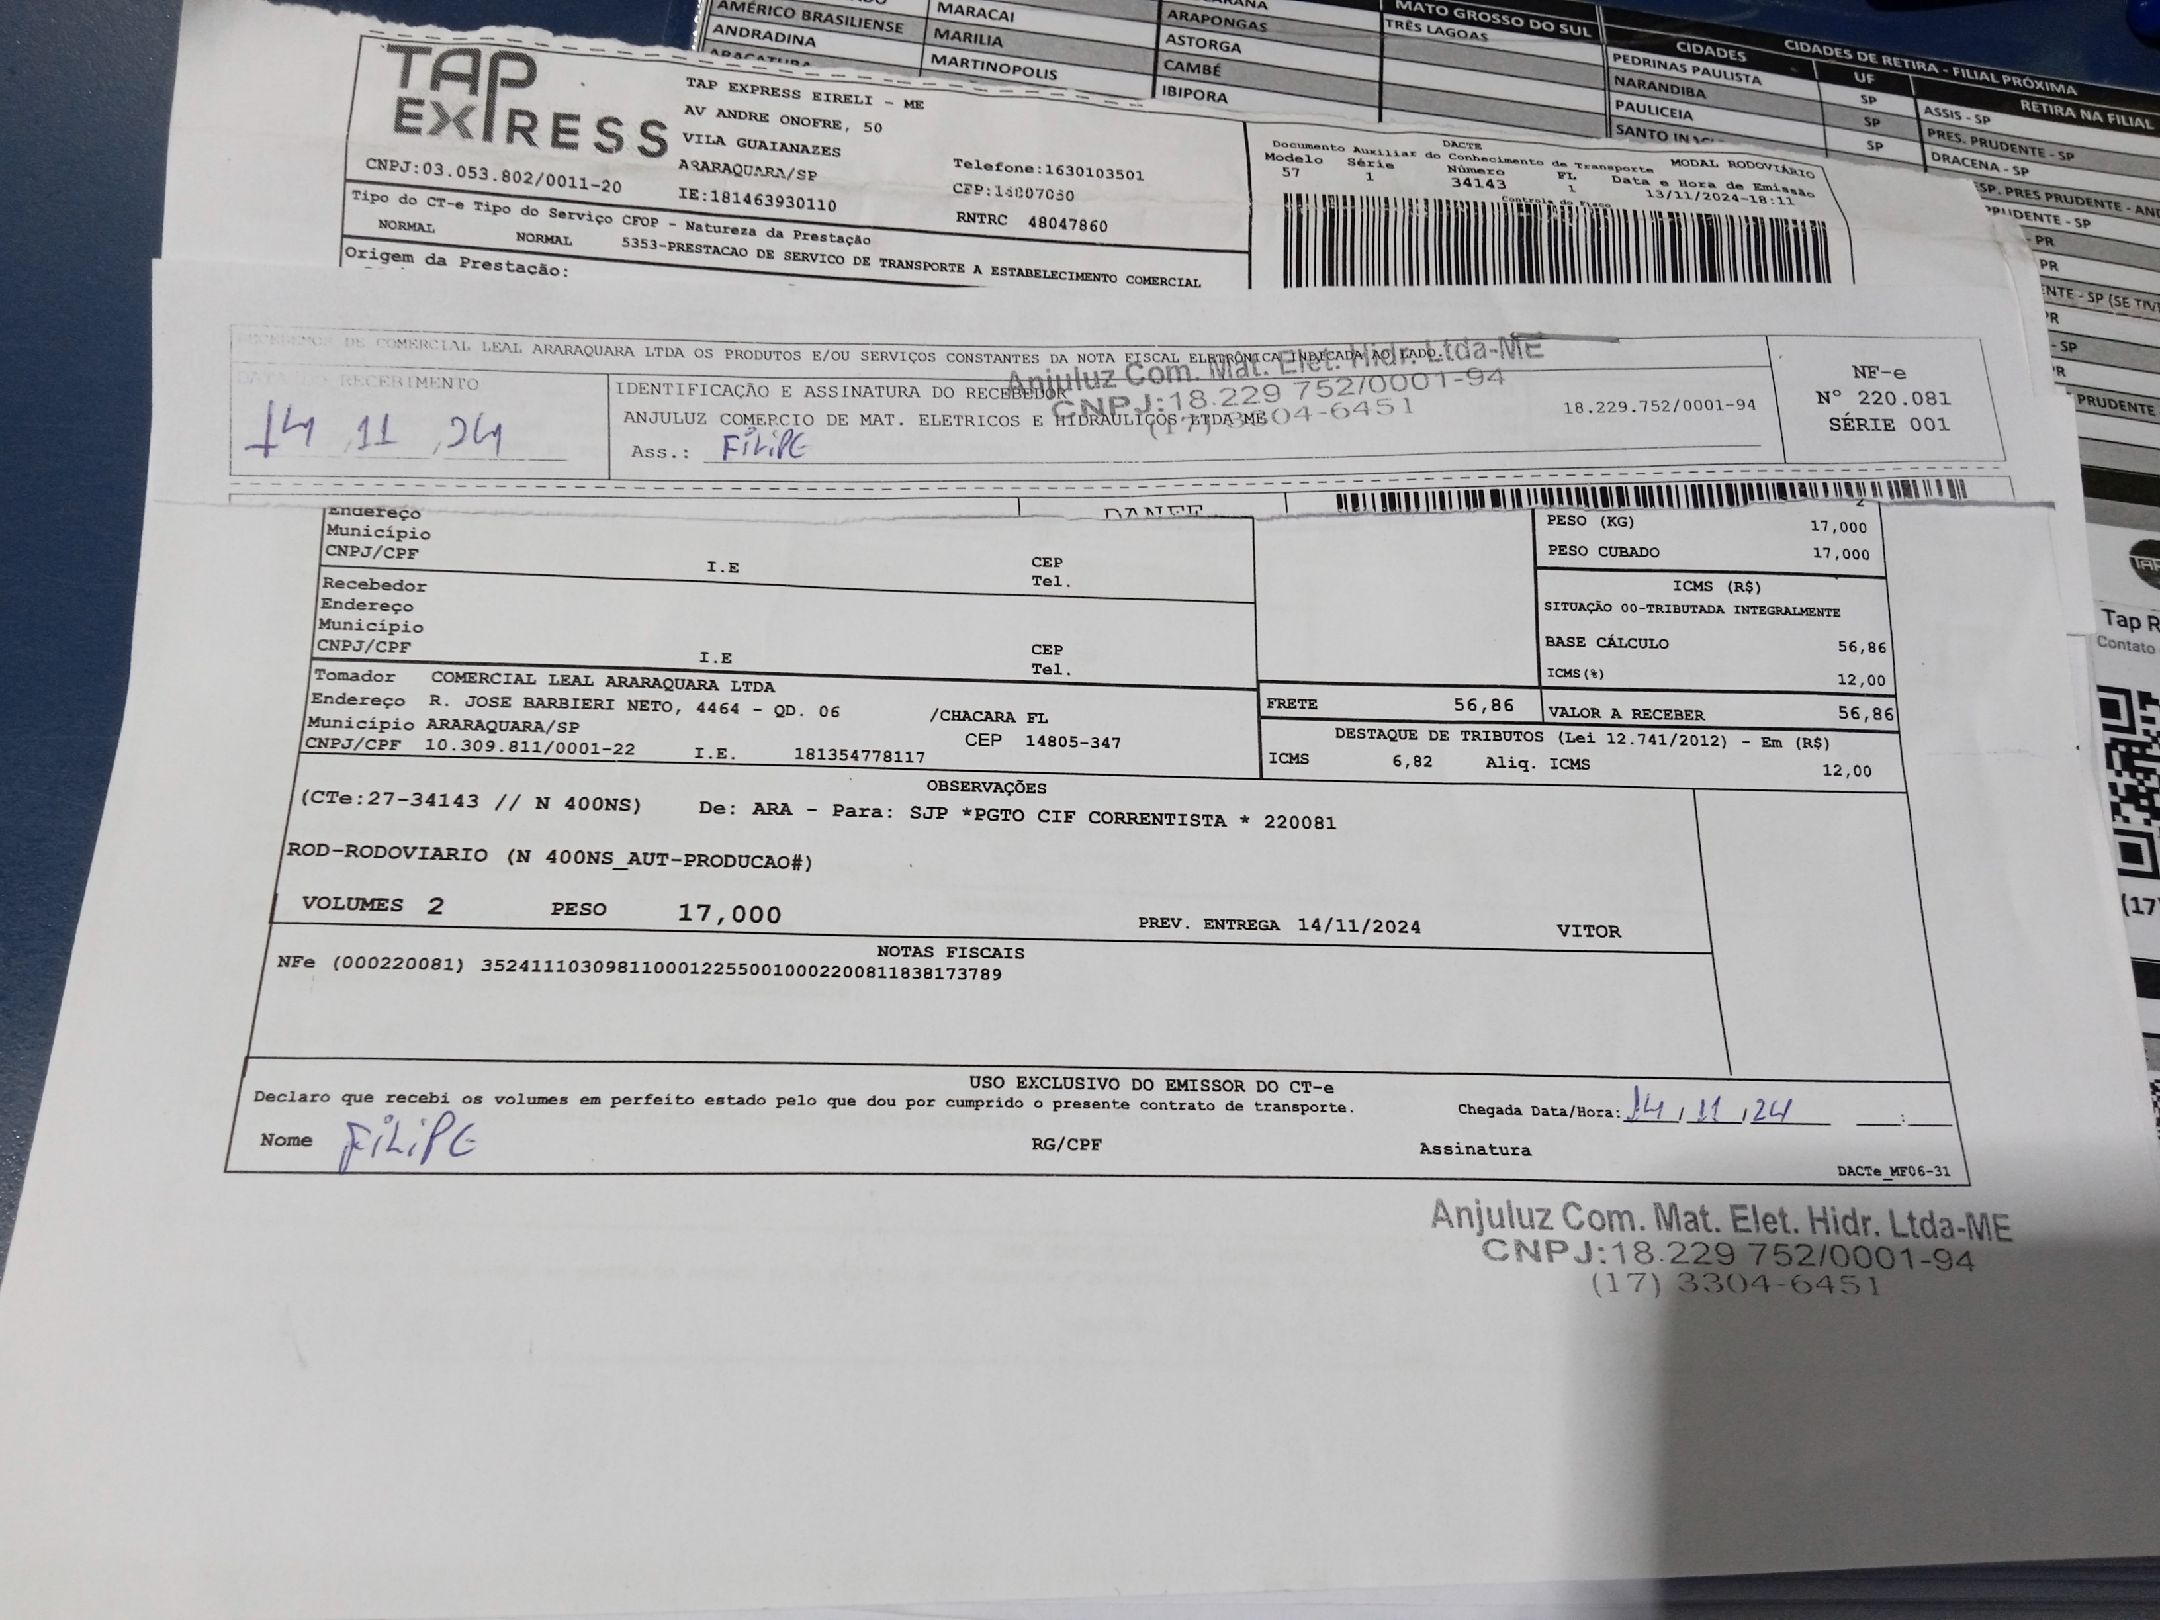 AMÉRICO BRASILIENSE
MARACAI
ARAPONGAS
MATO GROSSO DO SUL
ANDRADINA
MARILIA
ASTORGA
TRÊS LAGOAS
MARTINOPOLIS
CAMBÉ
IBIPORA
CIDADES DE RETIRA - FILIAL PRÓXIMA
CIDADES
UF
RETIRA NA FILIAL
PEDRINAS PAULISTA
SP
ASSIS - SP
NARANDIBA
SP
PRES. PRUDENTE - SP
PAULICEIA
SP
DRACENA - SP
TAP EXPRESS
TAP EXPRESS EIRELI - ME
AV ANDRE ONOFRE, 50
VILA GUAIANAZES
ARARAQUARA/SP
Telefone:1630103501
CNPJ:03.053.802/0011-20
IE:181463930110
RNTRC 48047860
Tipo do CT-e Tipo do Serviço CFOP - Natureza da Prestação
NORMAL NORMAL 5353-PRESTACAO DE SERVICO DE TRANSPORTE A ESTABELECIMENTO COMERCIAL
Origem da Prestação:
DACTE
Documento Auxiliar do Conhecimento de Transporte MODAL RODOVIÁRIO
Modelo Série Número FL Data e Hora de Emissão
57 1 34143 1 13/11/2024-18:11
Controle do Fisco
RECEBEMOS DE COMERCIAL LEAL ARARAQUARA LTDA OS PRODUTOS E/OU SERVIÇOS CONSTANTES DA NOTA FISCAL ELETRÔNICA INDICADA AO LADO.
DATA DO RECEBIMENTO
14 11 24
IDENTIFICAÇÃO E ASSINATURA DO RECEBEDOR
ANJULUZ COMERCIO DE MAT. ELETRICOS E HIDRAULICOS LTDA ME
18.229.752/0001-94
Ass.: FiLiPE
Anjuluz Com. Mat. Elet. Hidr. Ltda-ME
CNPJ:18.229 752/0001-94
(17) 3304-6451
NF-e
Nº 220.081
SÉRIE 001
DANFE
Endereço
Município
CNPJ/CPF I.E CEP
Tel.
Recebedor
Endereço
Município
CNPJ/CPF I.E CEP
Tel.
Tomador COMERCIAL LEAL ARARAQUARA LTDA
Endereço R. JOSE BARBIERI NETO, 4464 - QD. 06 /CHACARA FL
Município ARARAQUARA/SP CEP 14805-347
CNPJ/CPF 10.309.811/0001-22 I.E. 181354778117
PESO (KG) 17,000
PESO CUBADO 17,000
ICMS (R$)
SITUAÇÃO 00-TRIBUTADA INTEGRALMENTE
BASE CÁLCULO 56,86
ICMS(%) 12,00
FRETE 56,86 VALOR A RECEBER 56,86
DESTAQUE DE TRIBUTOS (Lei 12.741/2012) - Em (R$)
ICMS 6,82 Aliq. ICMS 12,00
OBSERVAÇÕES
(CTe:27-34143 // N 400NS) De: ARA - Para: SJP *PGTO CIF CORRENTISTA * 220081
ROD-RODOVIARIO (N 400NS_AUT-PRODUCAO#)
VOLUMES 2 PESO 17,000 PREV. ENTREGA 14/11/2024 VITOR
NOTAS FISCAIS
NFe (000220081) 35241110309811000122550010002200811838173789
USO EXCLUSIVO DO EMISSOR DO CT-e
Declaro que recebi os volumes em perfeito estado pelo que dou por cumprido o presente contrato de transporte. Chegada Data/Hora: 14/11/24 __:__
Nome FiLiPE RG/CPF Assinatura
DACTe_MF06-31
Anjuluz Com. Mat. Elet. Hidr. Ltda-ME
CNPJ:18.229 752/0001-94
(17) 3304-6451
Tap R
Contato
(17